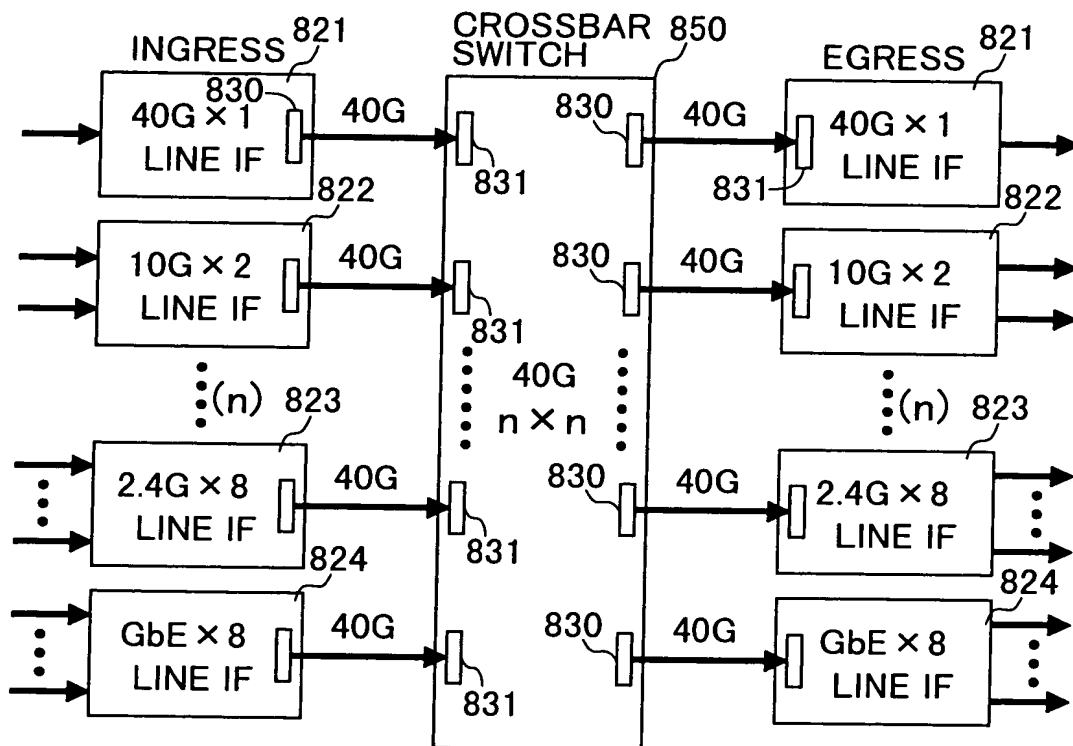 INGRESS
821
CROSSBAR
SWITCH
850
EGRESS
821
830
40G × 1
LINE IF
40G
831
830
40G
831
40G × 1
LINE IF
822
10G × 2
LINE IF
40G
831
830
40G
822
10G × 2
LINE IF
(n)
40G
n × n
(n)
823
2.4G × 8
LINE IF
40G
831
830
40G
823
2.4G × 8
LINE IF
824
GbE × 8
LINE IF
40G
831
830
40G
824
GbE × 8
LINE IF